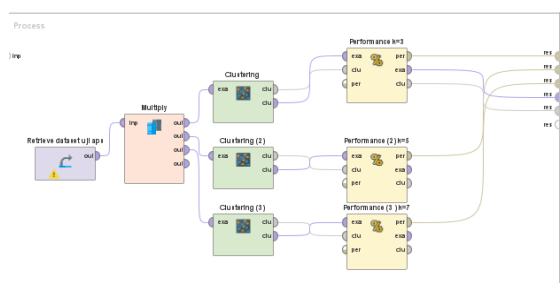 Process
inp
Retrieve dataset uji aps
out
Multiply
inp
out
out
out
out
Clustering
exa
clu
clu
Clustering (2)
exa
clu
clu
Clustering (3)
exa
clu
clu
Performance k=3
exa
clu
per
per
exa
clu
Performance (2) k=5
exa
clu
per
per
exa
clu
Performance (3) k=7
exa
clu
per
per
exa
clu
res
res
res
res
res
res